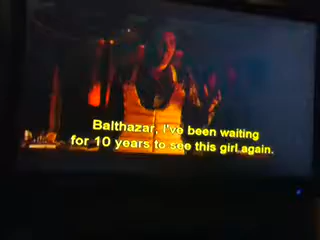 Balthazar, I've been waiting
for 10 years to see this girl again.